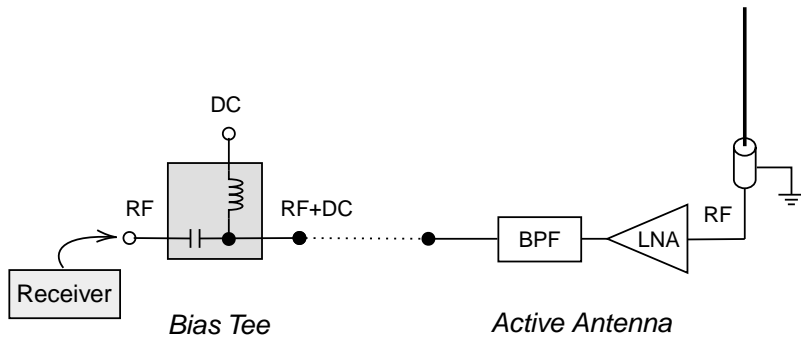 DC
RF
RF+DC
RF
BPF
LNA
Receiver
Bias Tee
Active Antenna